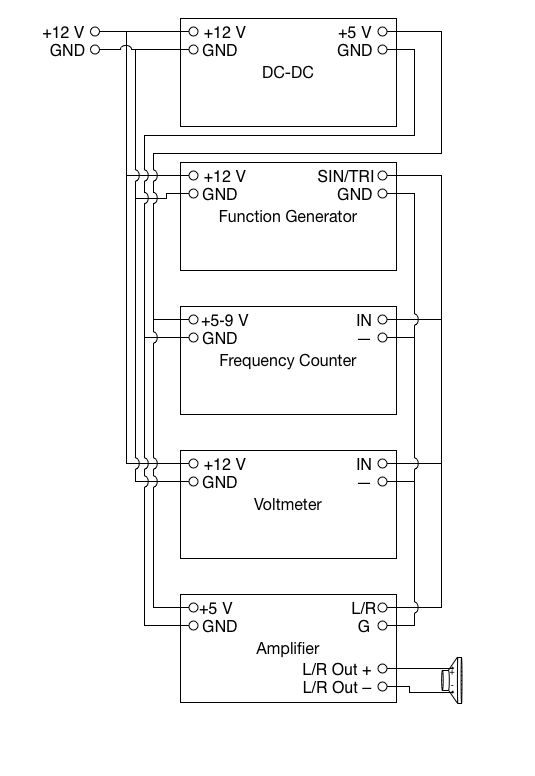 +12 V +12 V +5 V
GND GND GND
DC-DC
+12 V SIN/TRI
GND GND
Function Generator
+5-9 V IN
GND –
Frequency Counter
+12 V IN
GND –
Voltmeter
+5 V L/R
GND G
Amplifier
L/R Out + +
L/R Out – -